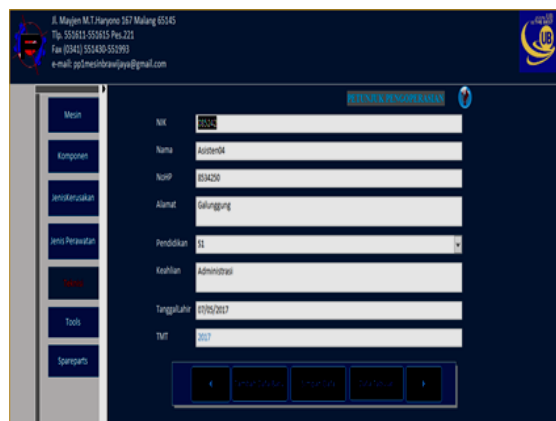 Jl. Mayjen M.T.Haryono 167 Malang 65145
Tlp. 551611-551615 Pes.221
Fax (0341) 551430-551993
e-mail: pp1mesinbrawijaya@gmail.com
UB
PETUNJUK PENGOPERASIAN
Mesin
Komponen
JenisKerusakan
Jenis Perawatan
Tools
Spareparts
NIK
Nama Asisten04
NoHP 8534250
Alamat Galunggung
Pendidikan S1
Keahlian Administrasi
TanggalLahir 07/05/2017
TMT 2017